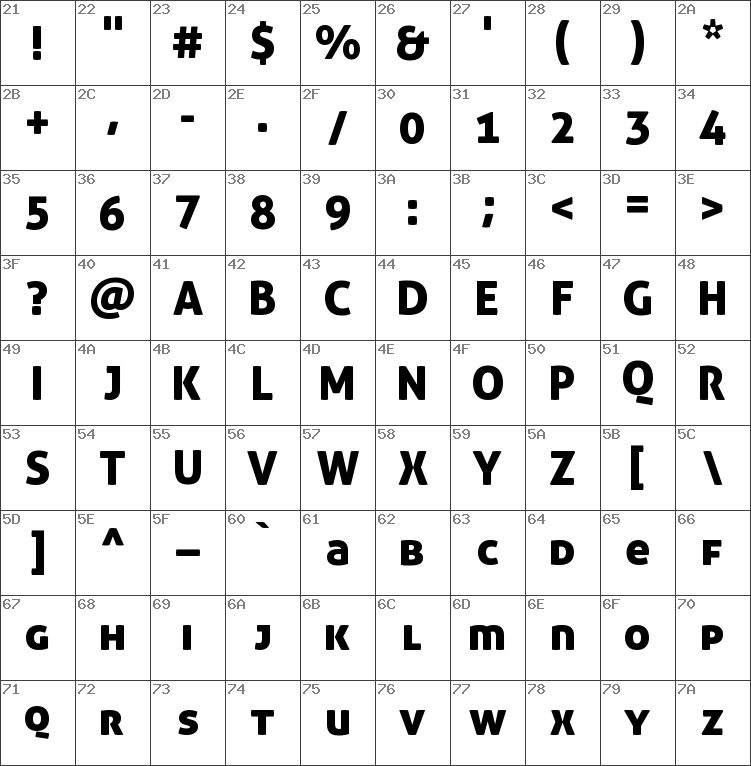 21 22 23 24 25 26 27 28 29 2A
! " # $ % & ' ( ) *
2B 2C 2D 2E 2F 30 31 32 33 34
+ , - . / 0 1 2 3 4
35 36 37 38 39 3A 3B 3C 3D 3E
5 6 7 8 9 : ; < = >
3F 40 41 42 43 44 45 46 47 48
? @ A B C D E F G H
49 4A 4B 4C 4D 4E 4F 50 51 52
I J K L M N O P Q R
53 54 55 56 57 58 59 5A 5B 5C
S T U V W X Y Z [ \
5D 5E 5F 60 61 62 63 64 65 66
] ^ _ ` a b c d e f
67 68 69 6A 6B 6C 6D 6E 6F 70
g h i j k l m n o p
71 72 73 74 75 76 77 78 79 7A
q r s t u v w x y z